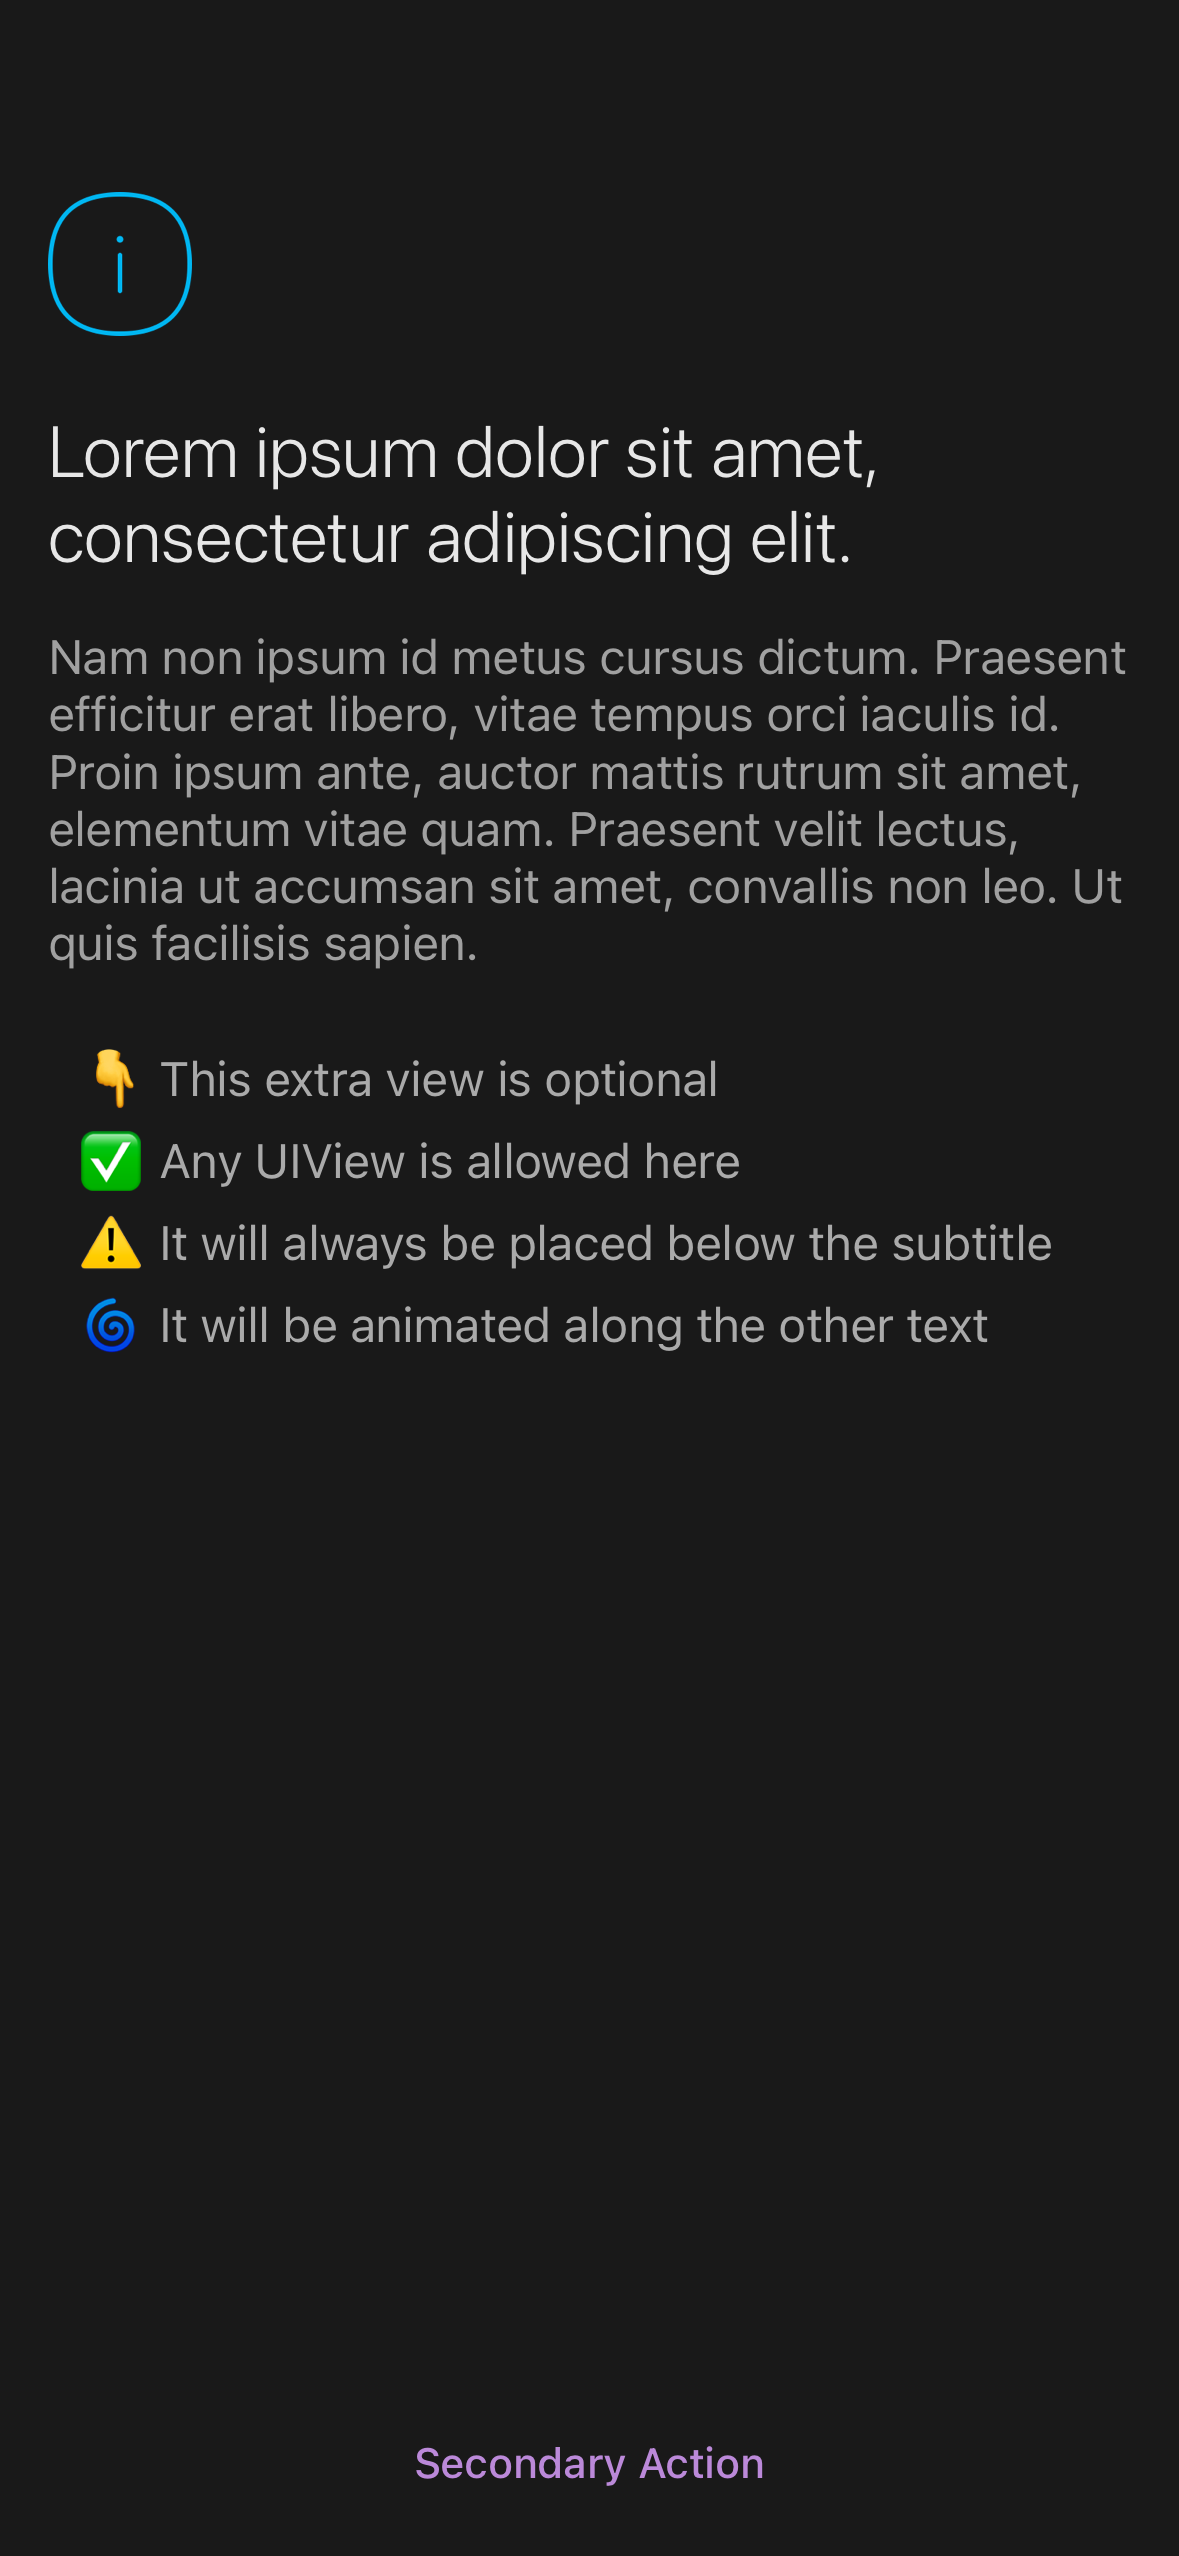 Lorem ipsum dolor sit amet,
consectetur adipiscing elit.
Nam non ipsum id metus cursus dictum. Praesent
efficitur erat libero, vitae tempus orci iaculis id.
Proin ipsum ante, auctor mattis rutrum sit amet,
elementum vitae quam. Praesent velit lectus,
lacinia ut accumsan sit amet, convallis non leo. Ut
quis facilisis sapien.
👇 This extra view is optional
✅ Any UIView is allowed here
⚠️ It will always be placed below the subtitle
🌀 It will be animated along the other text
Secondary Action